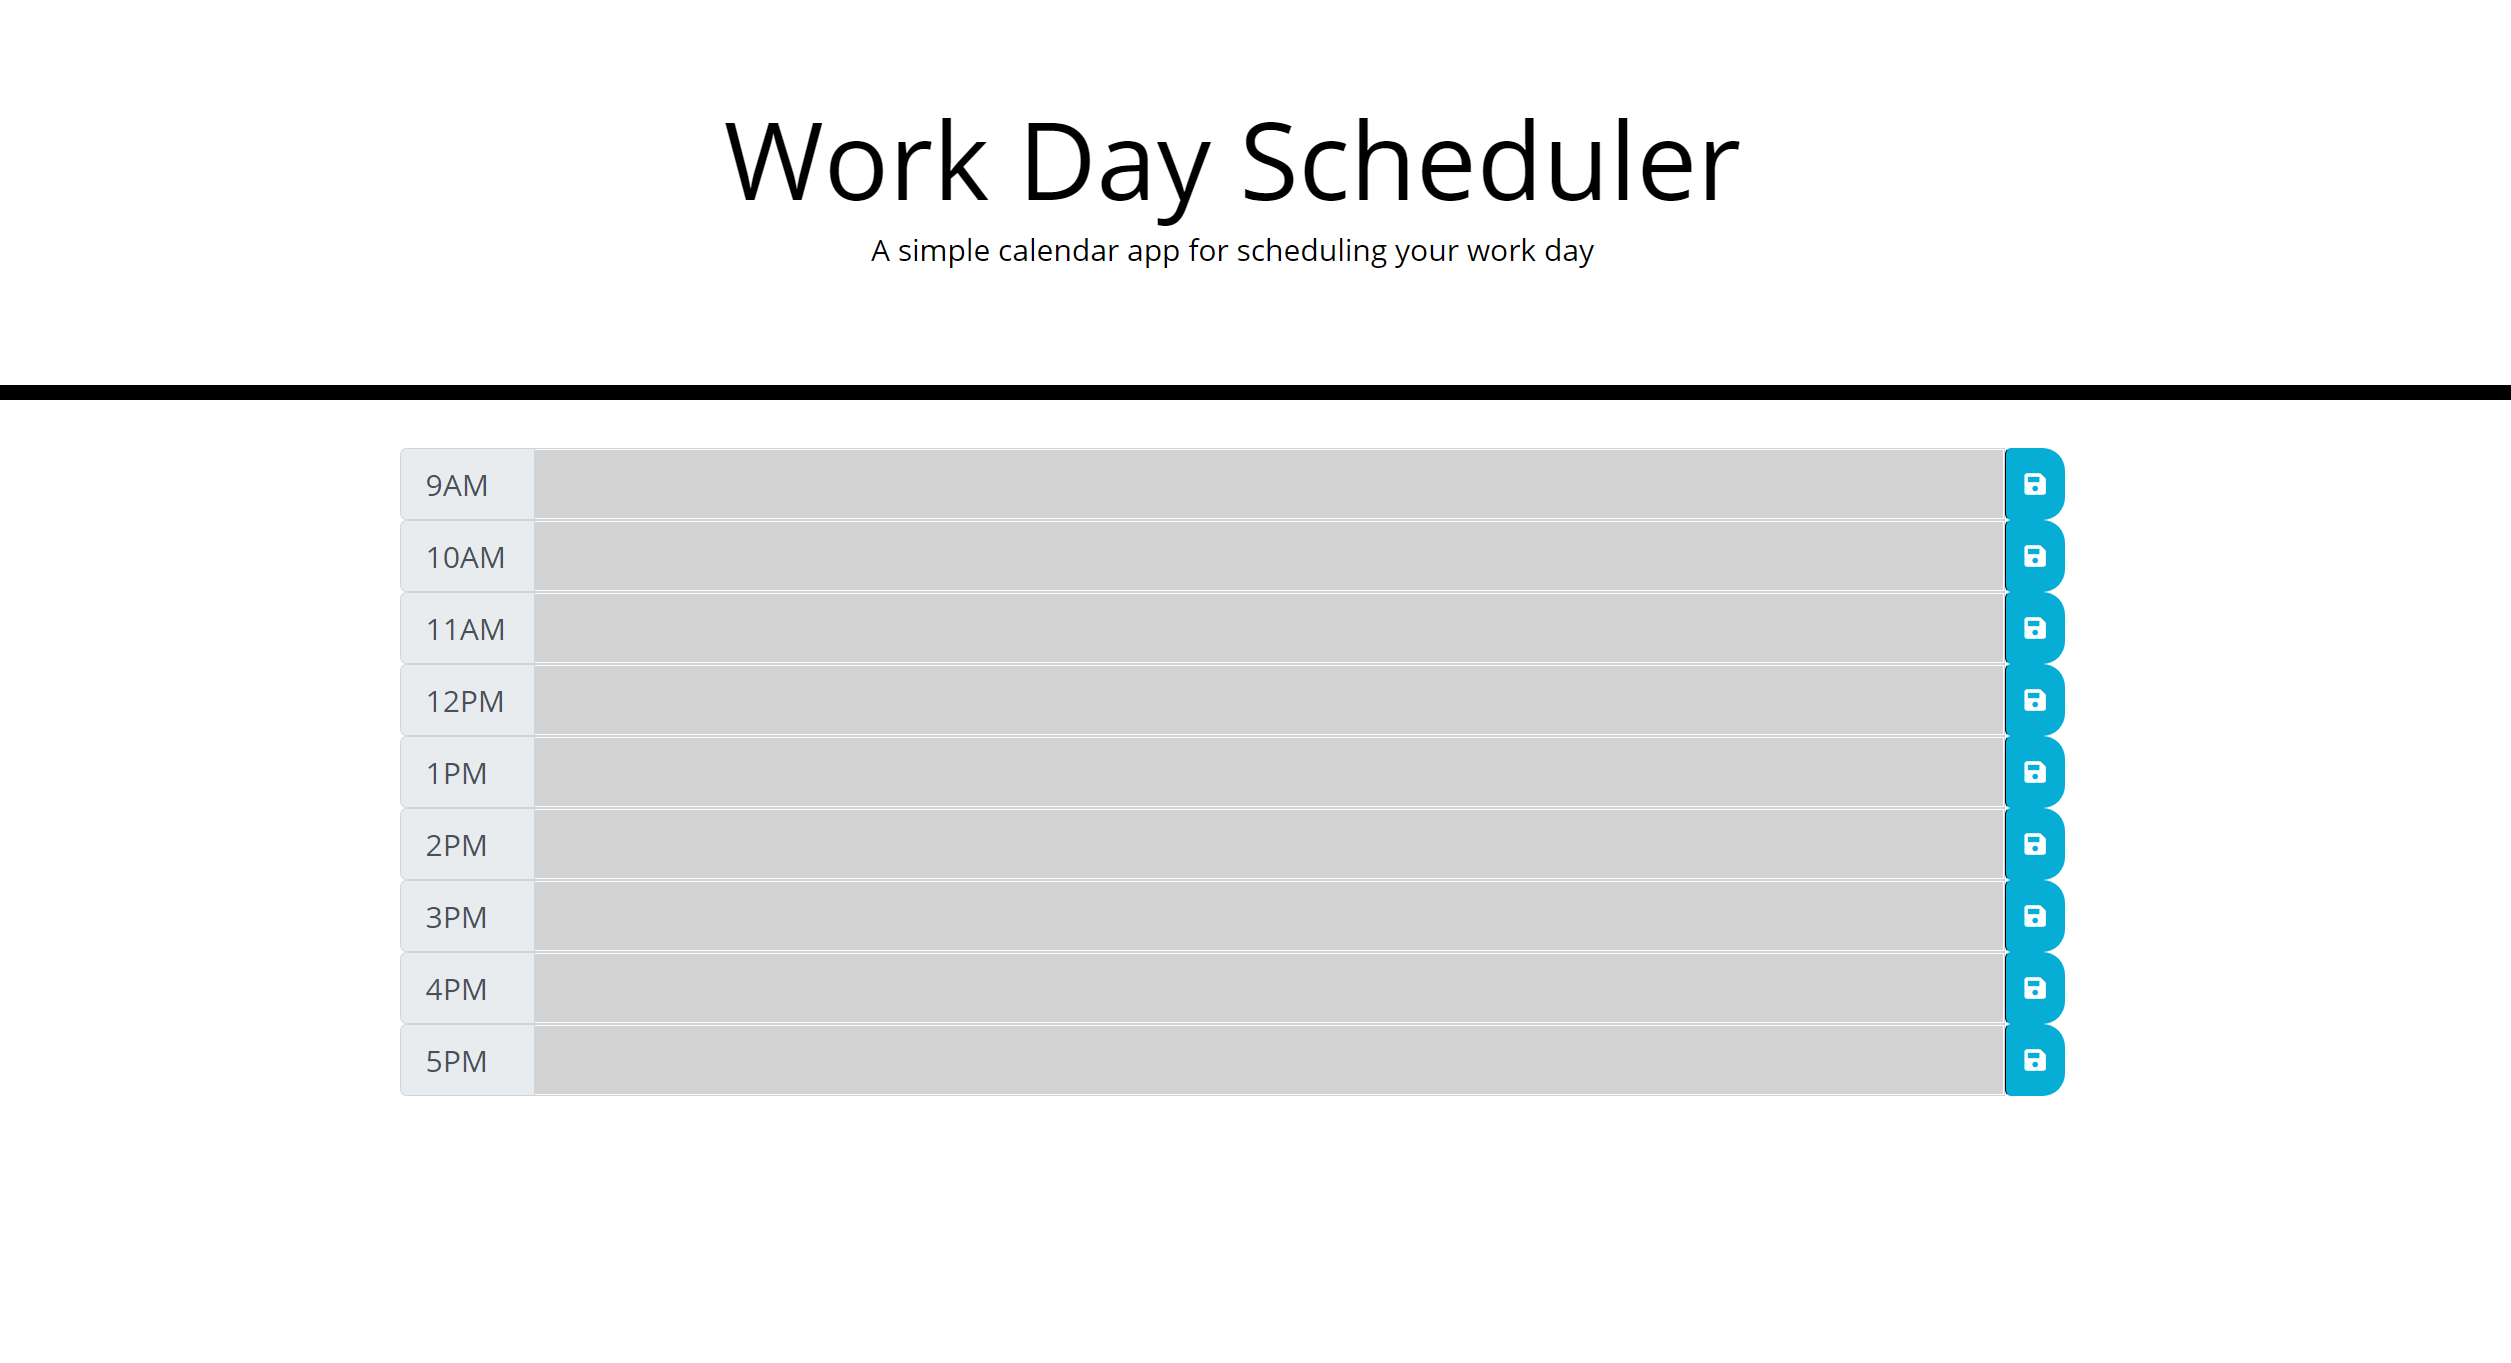 Work Day Scheduler
A simple calendar app for scheduling your work day
9AM
10AM
11AM
12PM
1PM
2PM
3PM
4PM
5PM